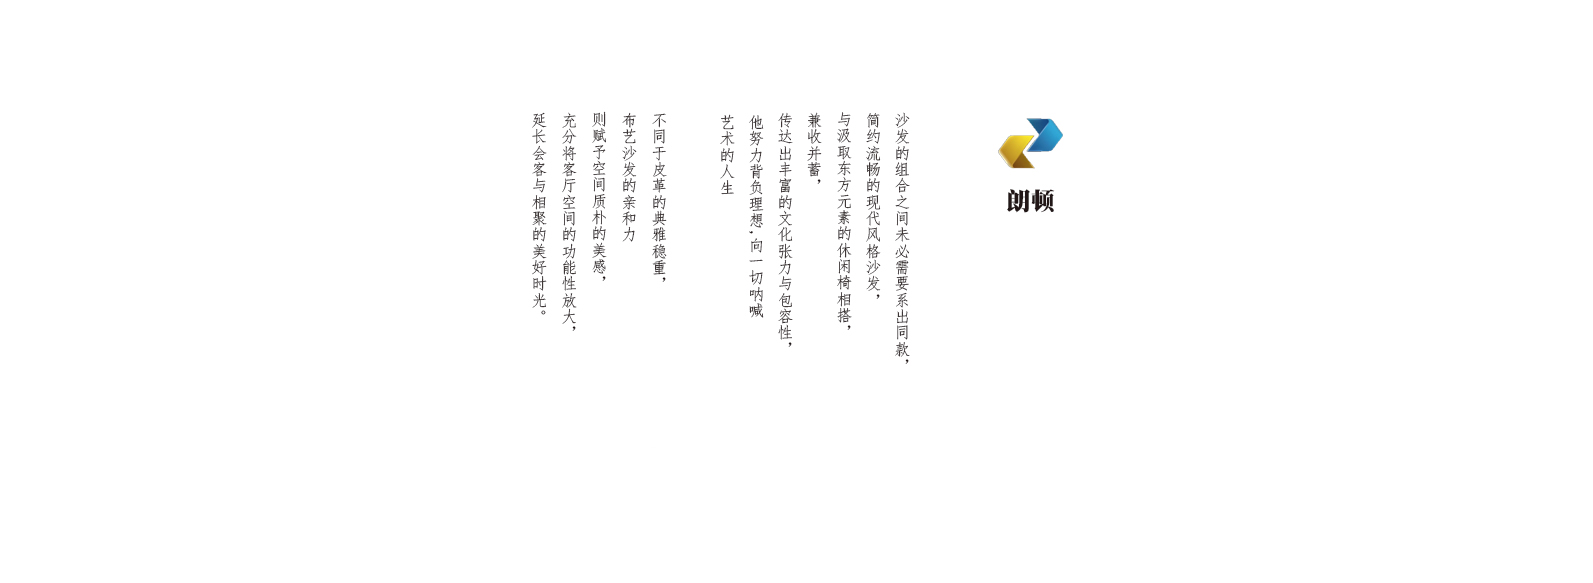 朗顿
沙发的组合之间未必需要系出同款，
简约流畅的现代风格沙发，
与汲取东方元素的休闲椅相搭，
兼收并蓄，
传达出丰富的文化张力与包容性，
他努力背负理想，向一切呐喊
艺术的人生
不同于皮革的典雅稳重，
布艺沙发的亲和力
则赋予空间质朴的美感，
充分将客厅空间的功能性放大，
延长会客与相聚的美好时光。